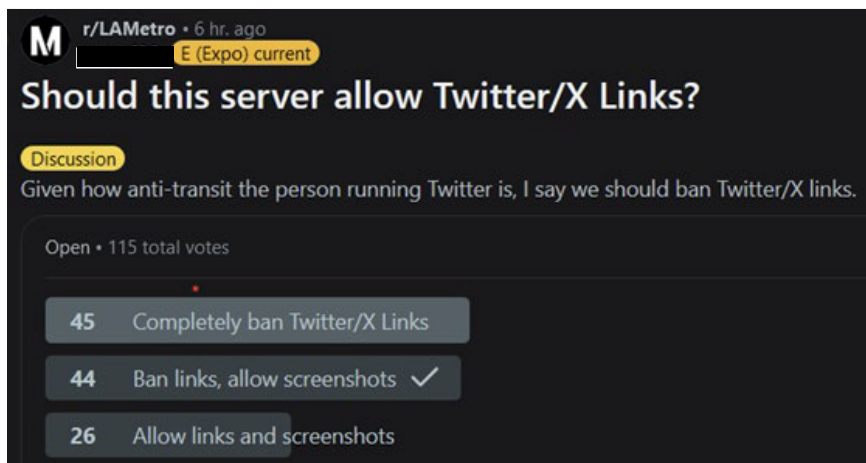 M r/LAMetro • 6 hr. ago
E (Expo) current
Should this server allow Twitter/X Links?
Discussion
Given how anti-transit the person running Twitter is, I say we should ban Twitter/X links.
Open • 115 total votes
45 Completely ban Twitter/X Links
44 Ban links, allow screenshots
26 Allow links and screenshots